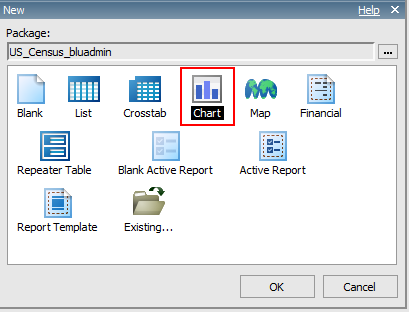 New Help
Package:
US_Census_bluadmin ...
Blank List Crosstab Chart Map Financial
Repeater Table Blank Active Report Active Report
Report Template Existing...
OK Cancel